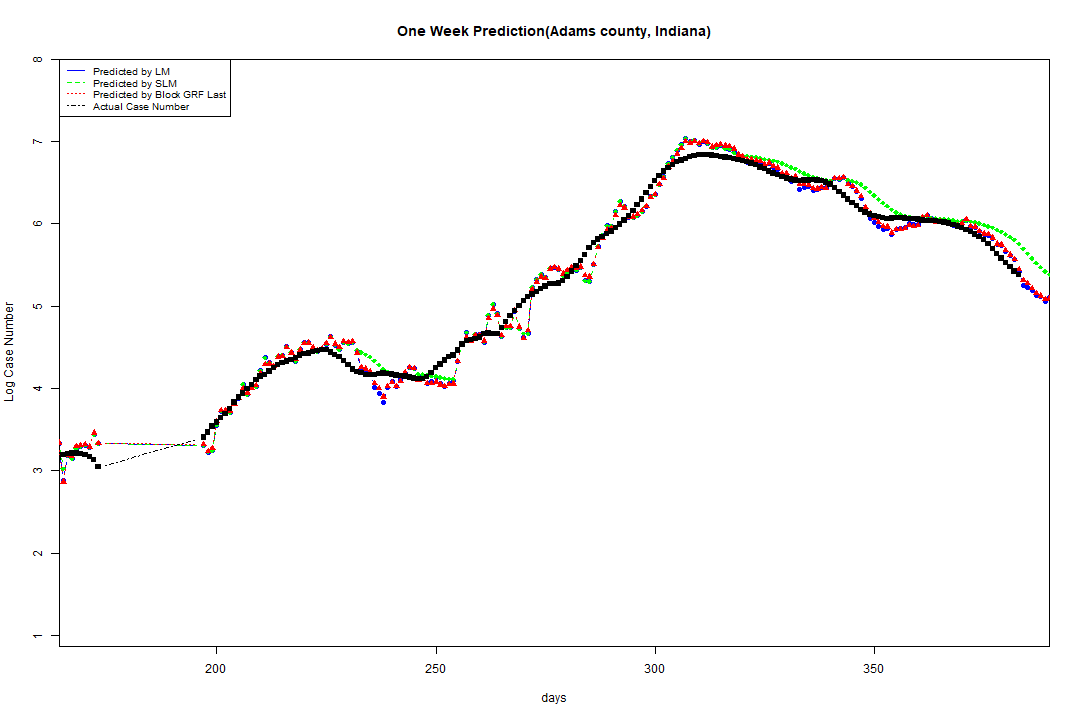 One Week Prediction(Adams county, Indiana)
Predicted by LM
Predicted by SLM
Predicted by Block GRF Last
Actual Case Number
8
7
6
5
4
3
2
1
Log Case Number
200
250
300
350
days